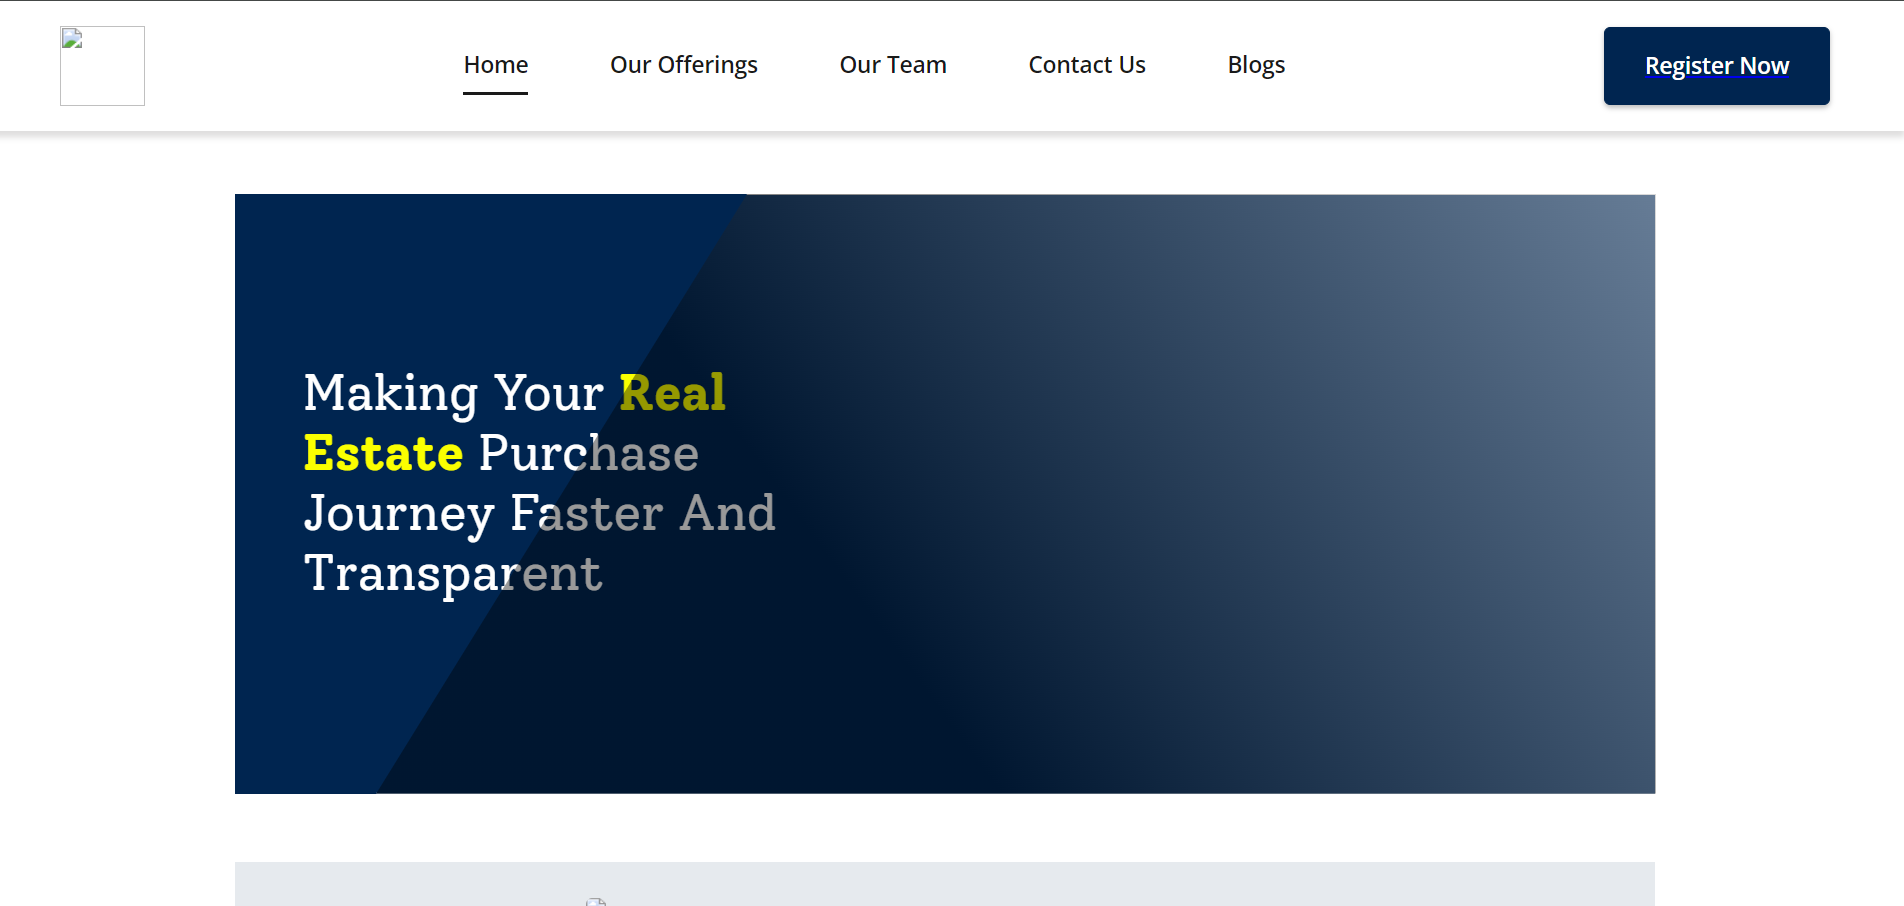 Home
Our Offerings
Our Team
Contact Us
Blogs
Register Now
Making Your Real
Estate Purchase
Journey Faster And
Transparent